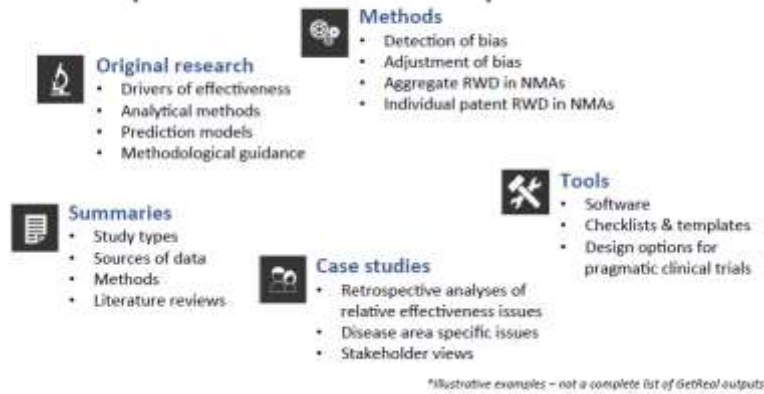 Methods
• Detection of bias
• Adjustment of bias
• Aggregate RWD in NMAs
• Individual patent RWD in NMAs
Original research
• Drivers of effectiveness
• Analytical methods
• Prediction models
• Methodological guidance
Tools
• Software
• Checklists & templates
• Design options for
pragmatic clinical trials
Summaries
• Study types
• Sources of data
• Methods
• Literature reviews
Case studies
• Retrospective analyses of
relative effectiveness issues
• Disease area specific issues
• Stakeholder views
*Illustrative examples – not a complete list of GetReal outputs